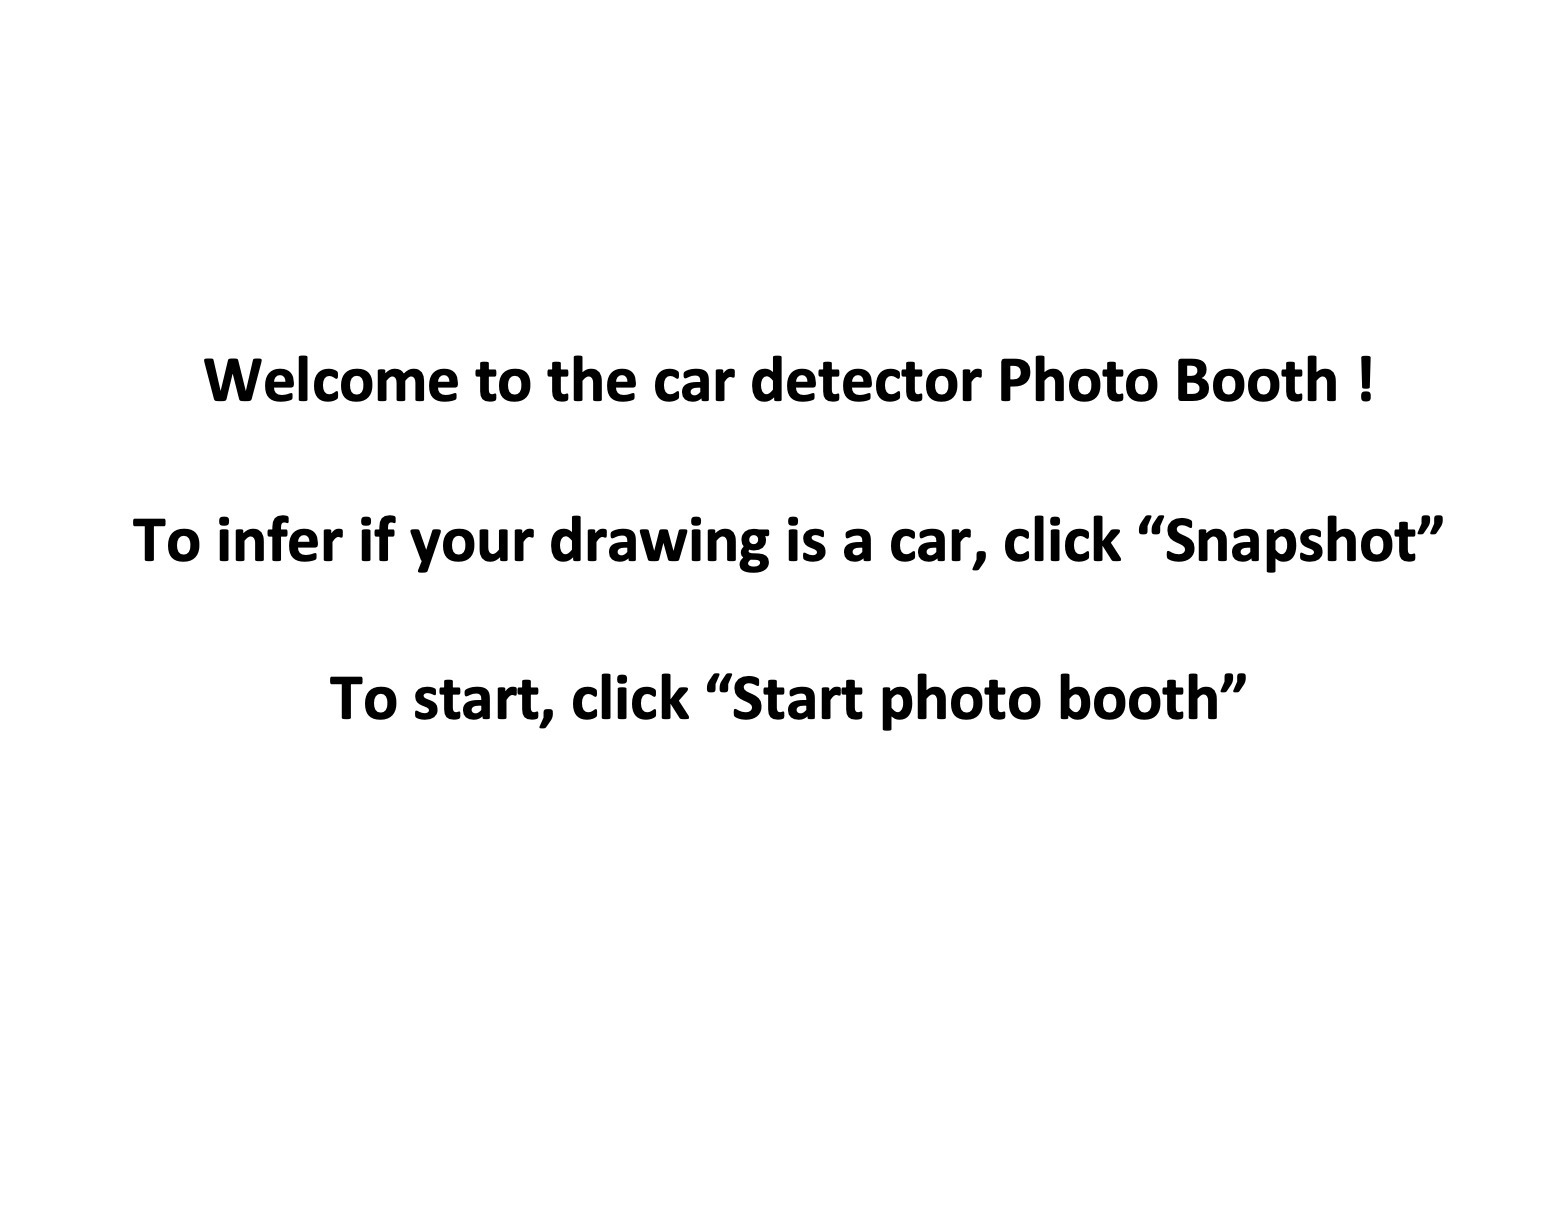 Welcome to the car detector Photo Booth !
To infer if your drawing is a car, click “Snapshot”
To start, click “Start photo booth”